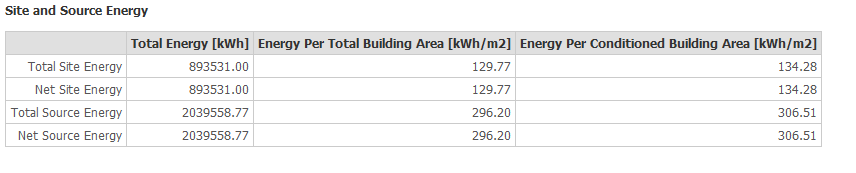 Site and Source Energy
Total Energy [kWh] Energy Per Total Building Area [kWh/m2] Energy Per Conditioned Building Area [kWh/m2]
Total Site Energy 893531.00 129.77 134.28
Net Site Energy 893531.00 129.77 134.28
Total Source Energy 2039558.77 296.20 306.51
Net Source Energy 2039558.77 296.20 306.51